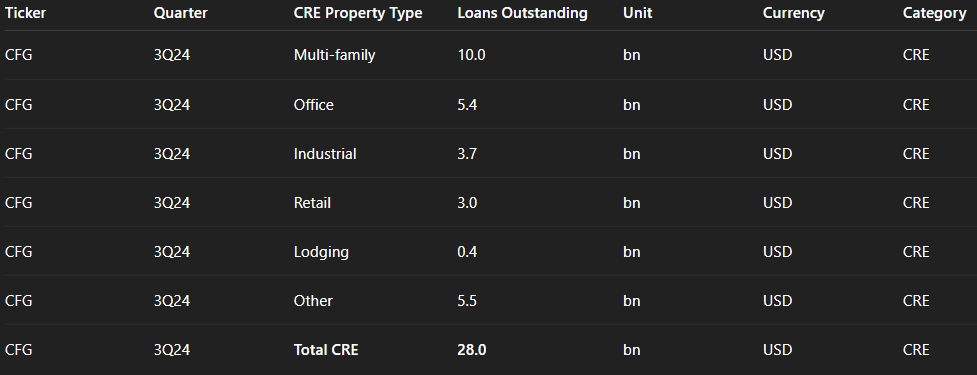 Ticker Quarter CRE Property Type Loans Outstanding Unit Currency Category
CFG 3Q24 Multi-family 10.0 bn USD CRE
CFG 3Q24 Office 5.4 bn USD CRE
CFG 3Q24 Industrial 3.7 bn USD CRE
CFG 3Q24 Retail 3.0 bn USD CRE
CFG 3Q24 Lodging 0.4 bn USD CRE
CFG 3Q24 Other 5.5 bn USD CRE
CFG 3Q24 Total CRE 28.0 bn USD CRE